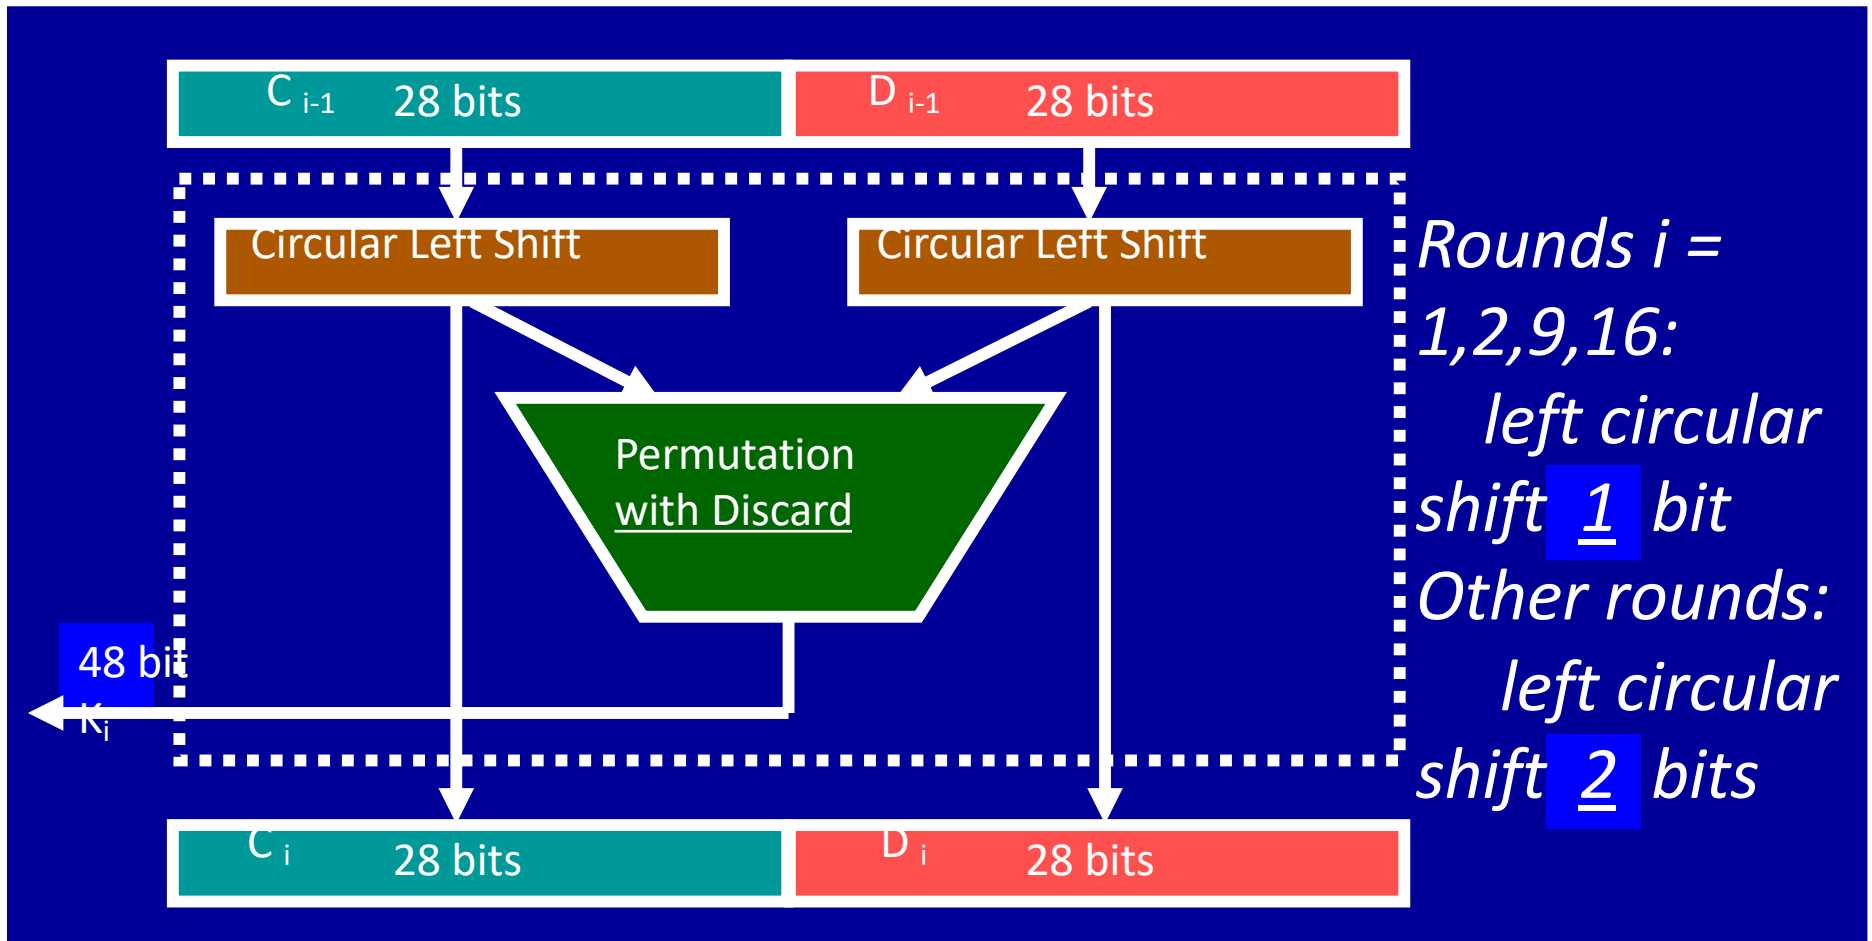 C i-1 28 bits
D i-1 28 bits
Circular Left Shift
Circular Left Shift
Rounds i =
1,2,9,16:
left circular
shift 1 bit
Other rounds:
left circular
shift 2 bits
Permutation
with Discard
48 bit
Ki
C i 28 bits
D i 28 bits